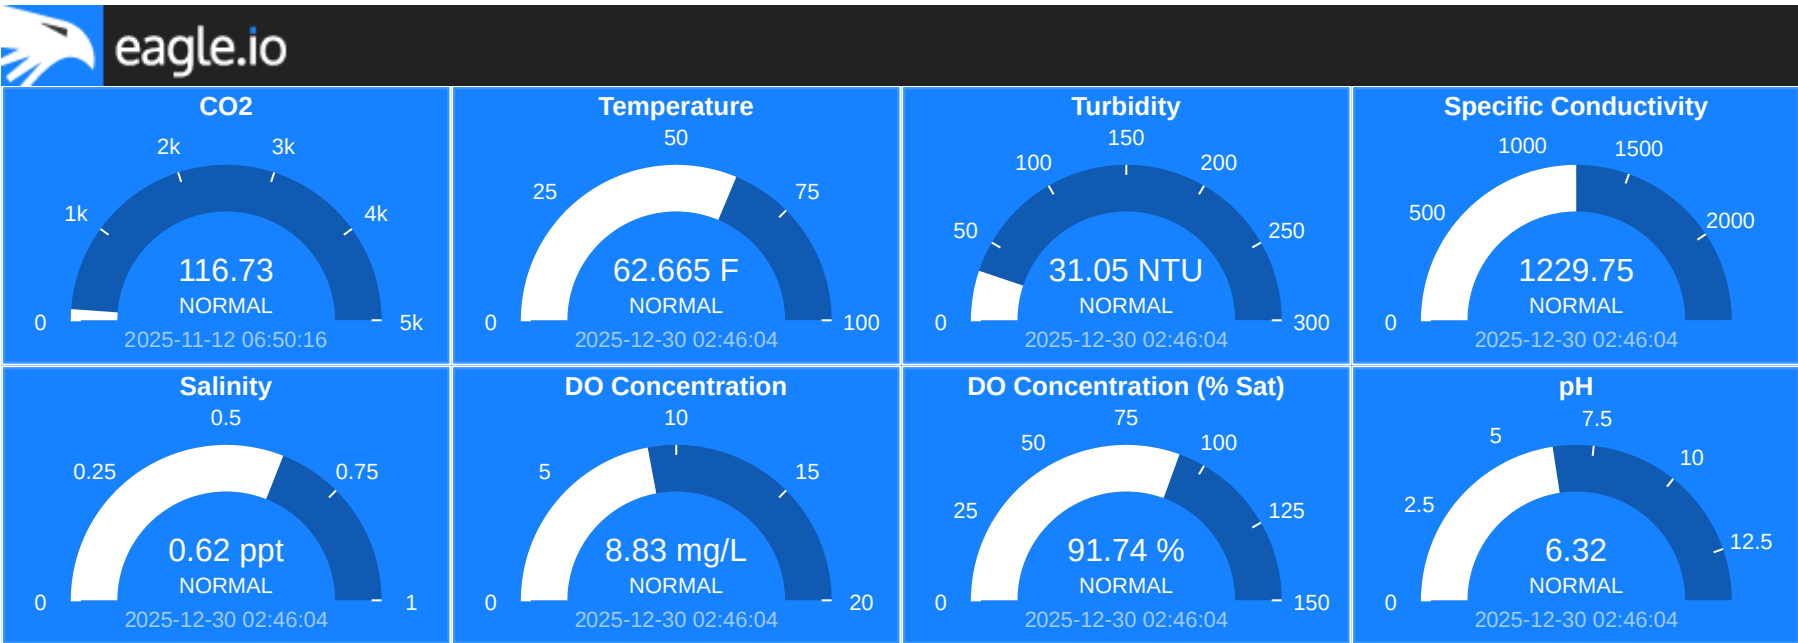 eagle.io
CO2
2k
3k
1k
4k
116.73
NORMAL
0
5k
2025-11-12 06:50:16
Temperature
50
25
75
62.665 F
NORMAL
0
100
2025-12-30 02:46:04
Turbidity
150
100
200
50
250
31.05 NTU
NORMAL
0
300
2025-12-30 02:46:04
Specific Conductivity
1000
1500
500
2000
1229.75
NORMAL
0
2025-12-30 02:46:04
Salinity
0.5
0.25
0.75
0.62 ppt
NORMAL
0
1
2025-12-30 02:46:04
DO Concentration
10
5
15
8.83 mg/L
NORMAL
0
20
2025-12-30 02:46:04
DO Concentration (% Sat)
75
50
100
25
125
91.74 %
NORMAL
0
150
2025-12-30 02:46:04
pH
7.5
5
10
2.5
12.5
6.32
NORMAL
0
2025-12-30 02:46:04